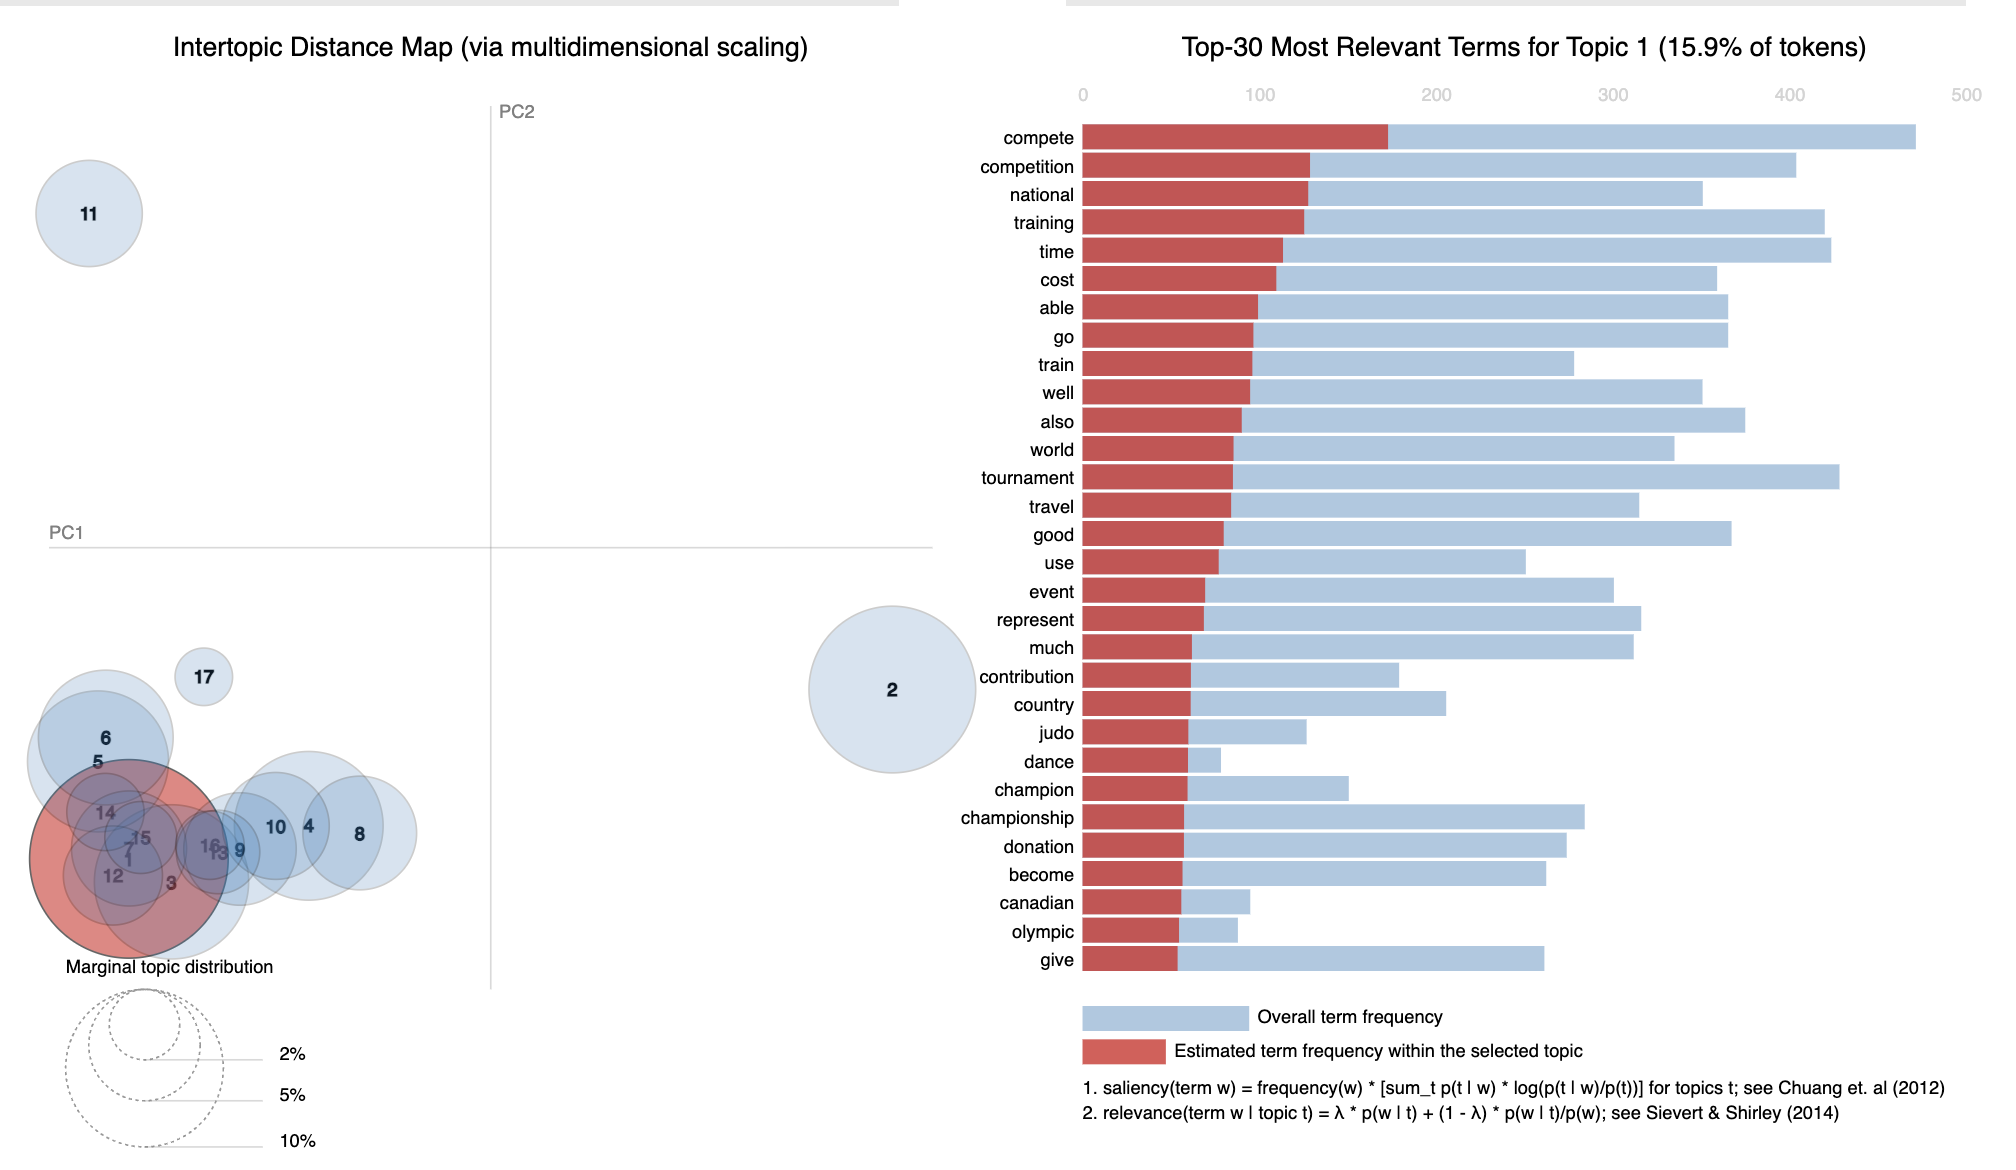 Intertopic Distance Map (via multidimensional scaling)
PC2
PC1
11
17
2
6
5
14
15
7
1
12
3
16
13
9
10
4
8
Marginal topic distribution
2%
5%
10%
Top-30 Most Relevant Terms for Topic 1 (15.9% of tokens)
0 100 200 300 400 500
compete
competition
national
training
time
cost
able
go
train
well
also
world
tournament
travel
good
use
event
represent
much
contribution
country
judo
dance
champion
championship
donation
become
canadian
olympic
give
Overall term frequency
Estimated term frequency within the selected topic
1. saliency(term w) = frequency(w) * [sum_t p(t | w) * log(p(t | w)/p(t))] for topics t; see Chuang et. al (2012)
2. relevance(term w | topic t) = λ * p(w | t) + (1 - λ) * p(w | t)/p(w); see Sievert & Shirley (2014)